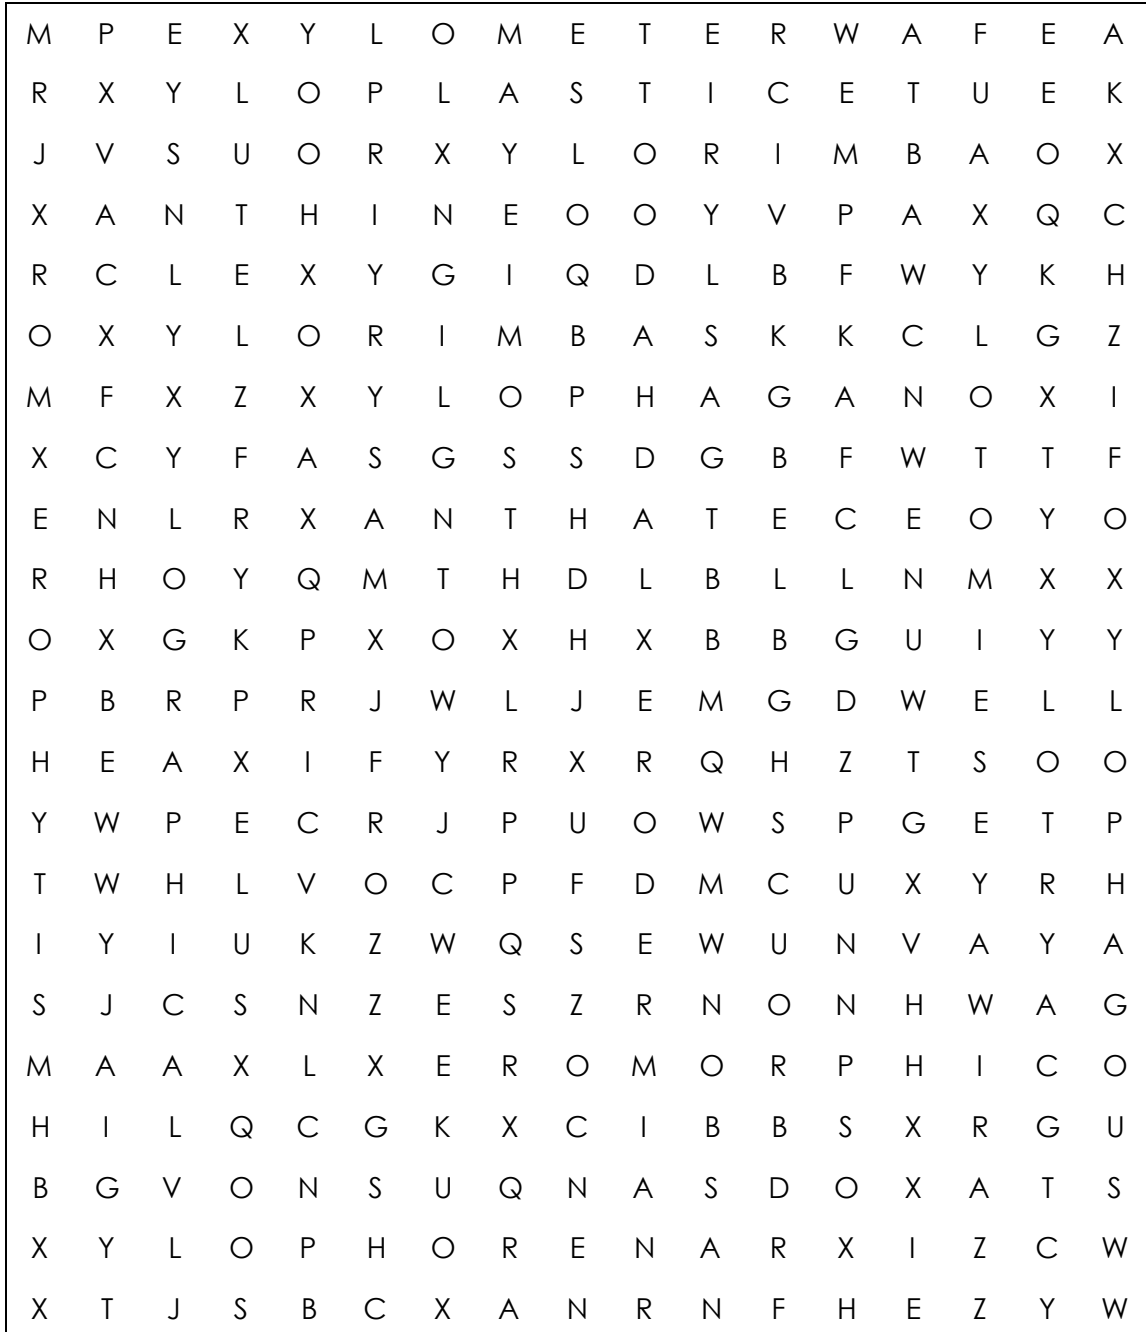 M P E X Y L O M E T E R W A F E A
R X Y L O P L A S T I C E T U E K
J V S U O R X Y L O R I M B A O X
X A N T H I N E O O Y V P A X Q C
R C L E X Y G I Q D L B F W Y K H
O X Y L O R I M B A S K K C L G Z
M F X Z X Y L O P H A G A N O X I
X C Y F A S G S S D G B F W T T F
E N L R X A N T H A T E C E O Y O
R H O Y Q M T H D L B L L N M X X
O X G K P X O X H X B B G U I Y Y
P B R P R J W L J E M G D W E L L
H E A X I F Y R X R Q H Z T S O O
Y W P E C R J P U O W S P G E T P
T W H L V O C P F D M C U X Y R H
I Y I U K Z W Q S E W U N V A Y A
S J C S N Z E S Z R N O N H W A G
M A A X L X E R O M O R P H I C O
H I L Q C G K X C I B B S X R G U
B G V O N S U Q N A S D O X A T S
X Y L O P H O R E N A R X I Z C W
X T J S B C X A N R N F H E Z Y W